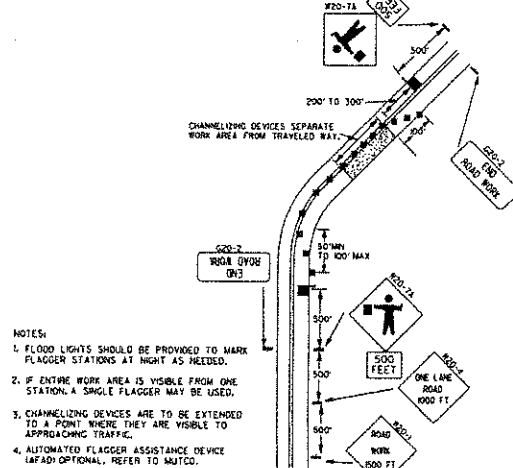 W20-7A
500
FEET
300'
200' TO 300'
CHANNELIZING DEVICES SEPARATE
WORK AREA FROM TRAVELED WAY.
100'
G20-2
END
ROAD WORK
G20-2
END
ROAD WORK
50'MIN
TO 100' MAX
W20-7A
500'
500
FEET
500'
W20-4
ONE LANE
ROAD
1000 FT
500'
W20-1
ROAD
WORK
1500 FT
NOTES:
1. FLOOD LIGHTS SHOULD BE PROVIDED TO MARK
FLAGGER STATIONS AT NIGHT AS NEEDED.
2. IF ENTIRE WORK AREA IS VISIBLE FROM ONE
STATION, A SINGLE FLAGGER MAY BE USED.
3. CHANNELIZING DEVICES ARE TO BE EXTENDED
TO A POINT WHERE THEY ARE VISIBLE TO
APPROACHING TRAFFIC.
4. AUTOMATED FLAGGER ASSISTANCE DEVICE
(AFAD) OPTIONAL, REFER TO MUTCD.